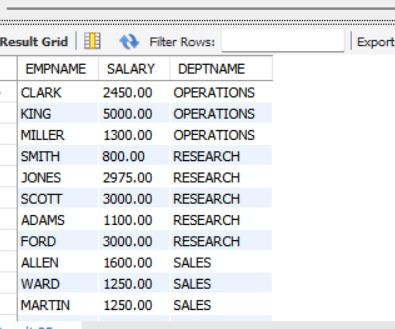 Result Grid Filter Rows: Export
EMPNAME SALARY DEPTNAME
CLARK 2450.00 OPERATIONS
KING 5000.00 OPERATIONS
MILLER 1300.00 OPERATIONS
SMITH 800.00 RESEARCH
JONES 2975.00 RESEARCH
SCOTT 3000.00 RESEARCH
ADAMS 1100.00 RESEARCH
FORD 3000.00 RESEARCH
ALLEN 1600.00 SALES
WARD 1250.00 SALES
MARTIN 1250.00 SALES